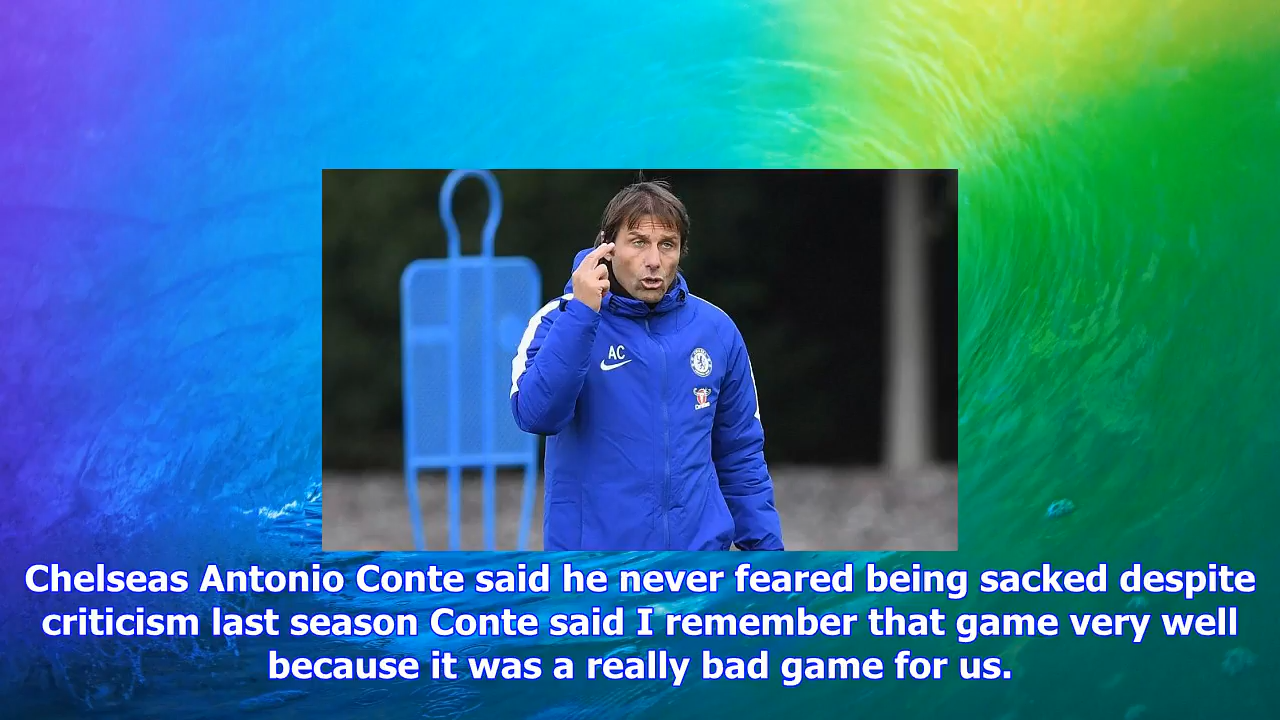 AC
Chelseas Antonio Conte said he never feared being sacked despite
criticism last season Conte said I remember that game very well
because it was a really bad game for us.